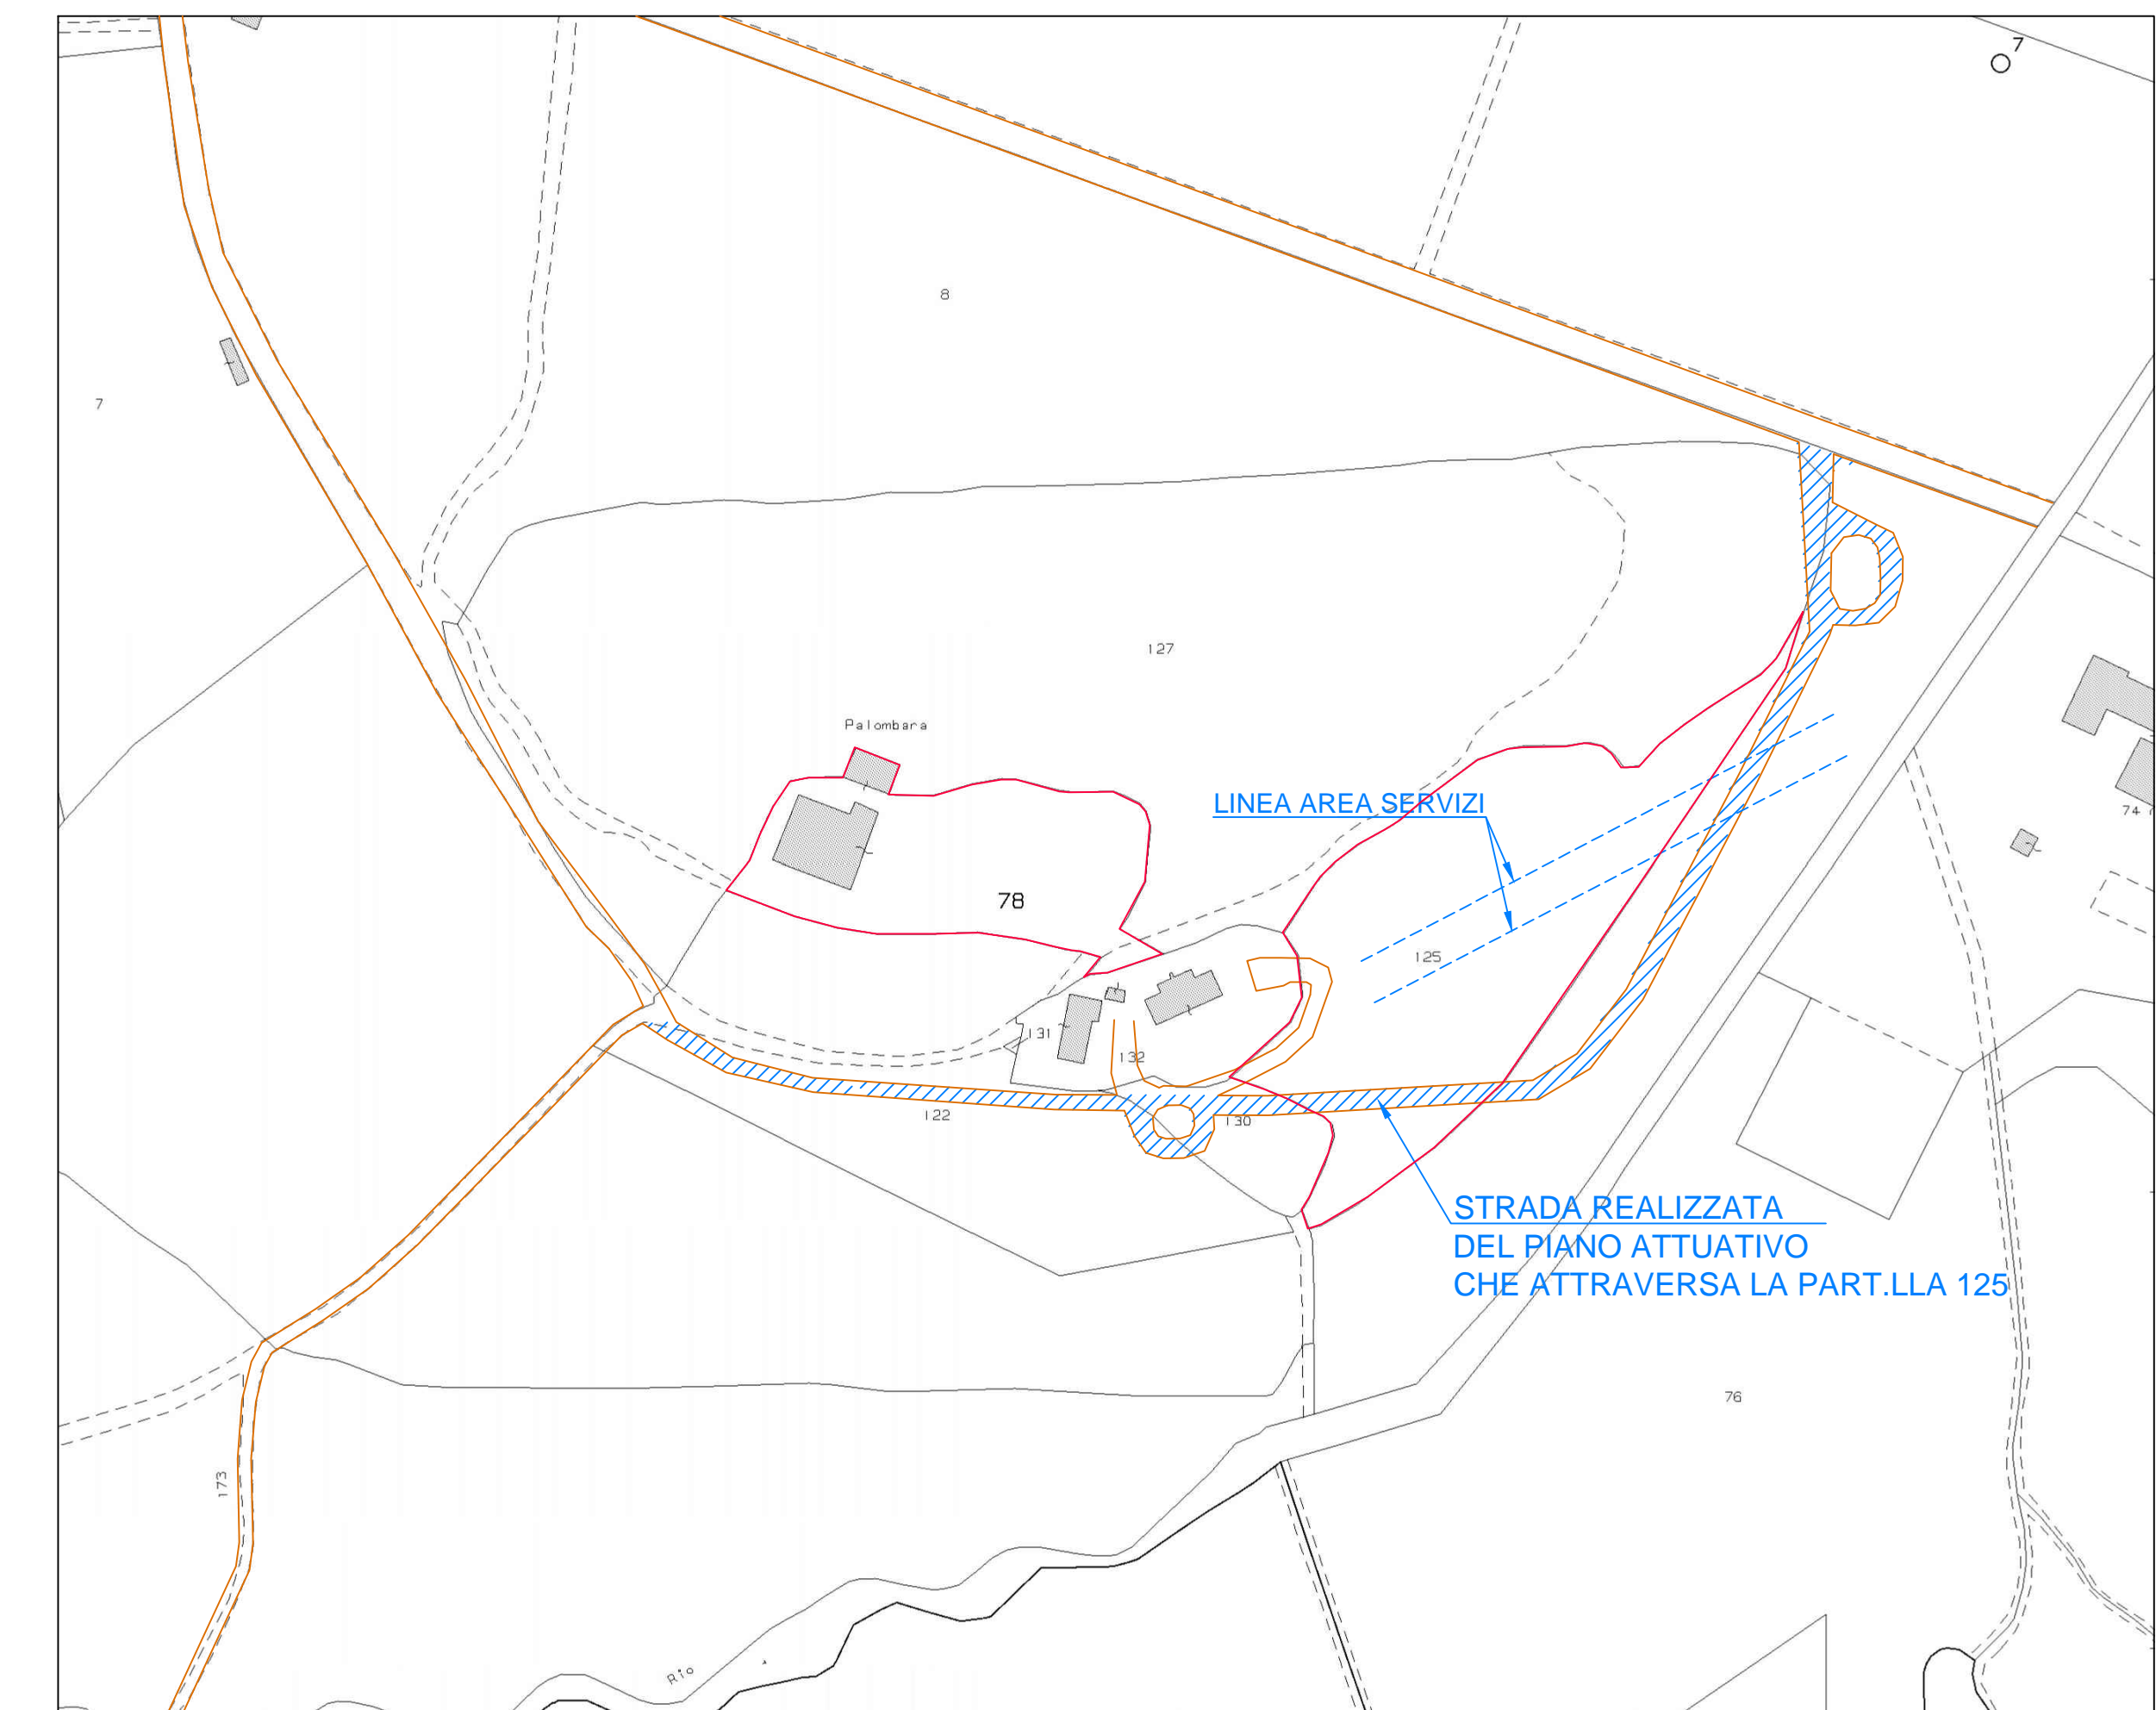 7
8
7
127
Palombara
LINEA AREA SERVIZI
74
78
125
131
132
122
130
STRADA REALIZZATA
DEL PIANO ATTUATIVO
CHE ATTRAVERSA LA PART.LLA 125
76
173
Rio